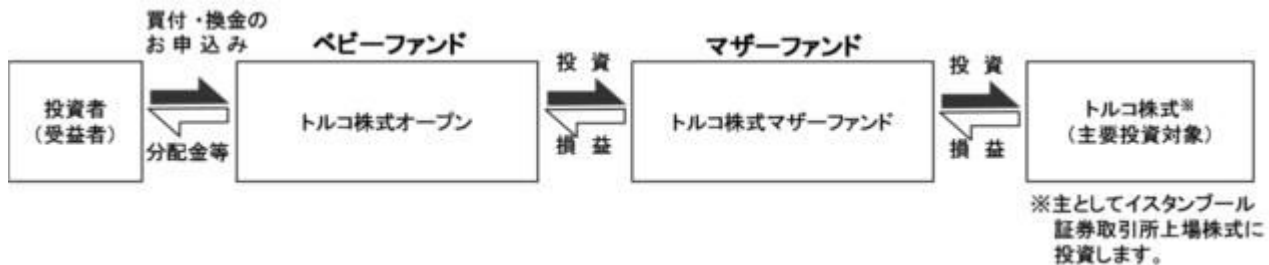 買付・換金の
お申込み
ベビーファンド
マザーファンド
投資者
(受益者)
分配金等
トルコ株式オープン
投資
損益
トルコ株式マザーファンド
投資
損益
トルコ株式※
(主要投資対象)
※主としてイスタンブール
証券取引所上場株式に
投資します。